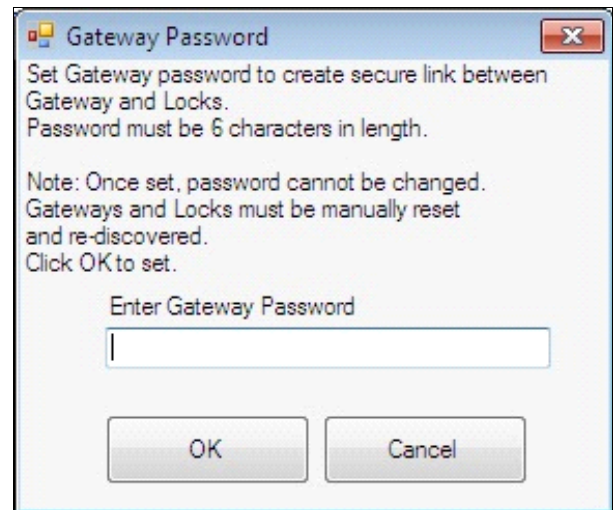 Gateway Password
Set Gateway password to create secure link between
Gateway and Locks.
Password must be 6 characters in length.
Note: Once set, password cannot be changed.
Gateways and Locks must be manually reset
and re-discovered.
Click OK to set.
Enter Gateway Password
OK
Cancel